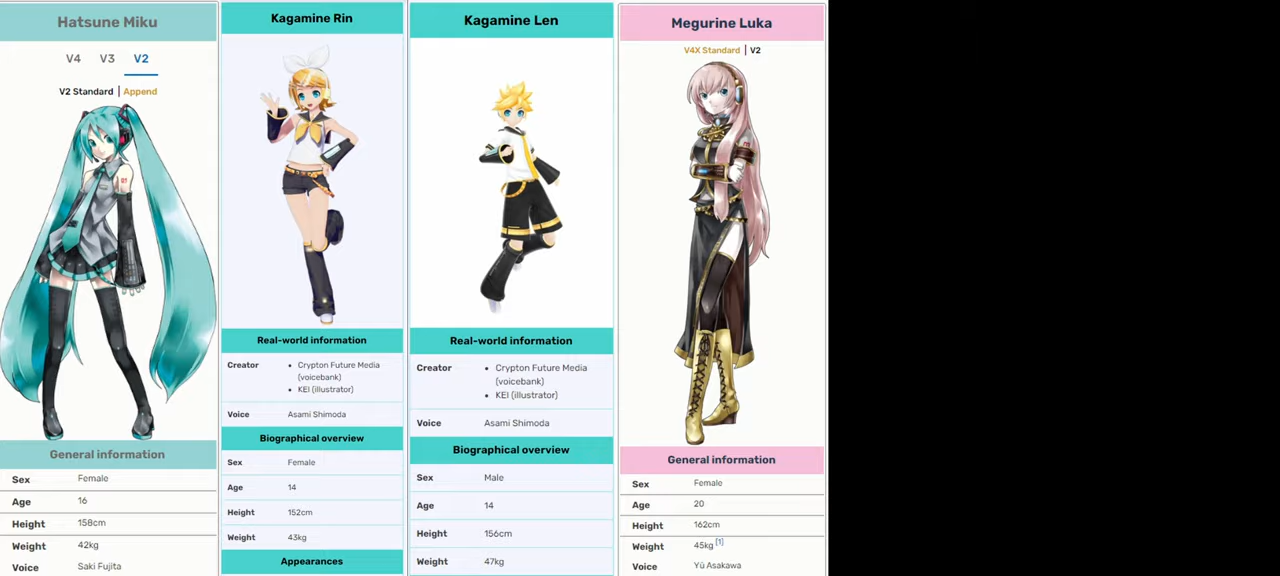 Hatsune Miku
V4 V3 V2
V2 Standard | Append
01
General information
Sex Female
Age 16
Height 158cm
Weight 42kg
Voice Saki Fujita
Kagamine Rin
Real-world information
Creator • Crypton Future Media
(voicebank)
• KEI (illustrator)
Voice Asami Shimoda
Biographical overview
Sex Female
Age 14
Height 152cm
Weight 43kg
Appearances
Kagamine Len
Real-world information
Creator • Crypton Future Media
(voicebank)
• KEI (illustrator)
Voice Asami Shimoda
Biographical overview
Sex Male
Age 14
Height 156cm
Weight 47kg
Megurine Luka
V4X Standard | V2
General information
Sex Female
Age 20
Height 162cm
Weight 45kg [1]
Voice Yū Asakawa